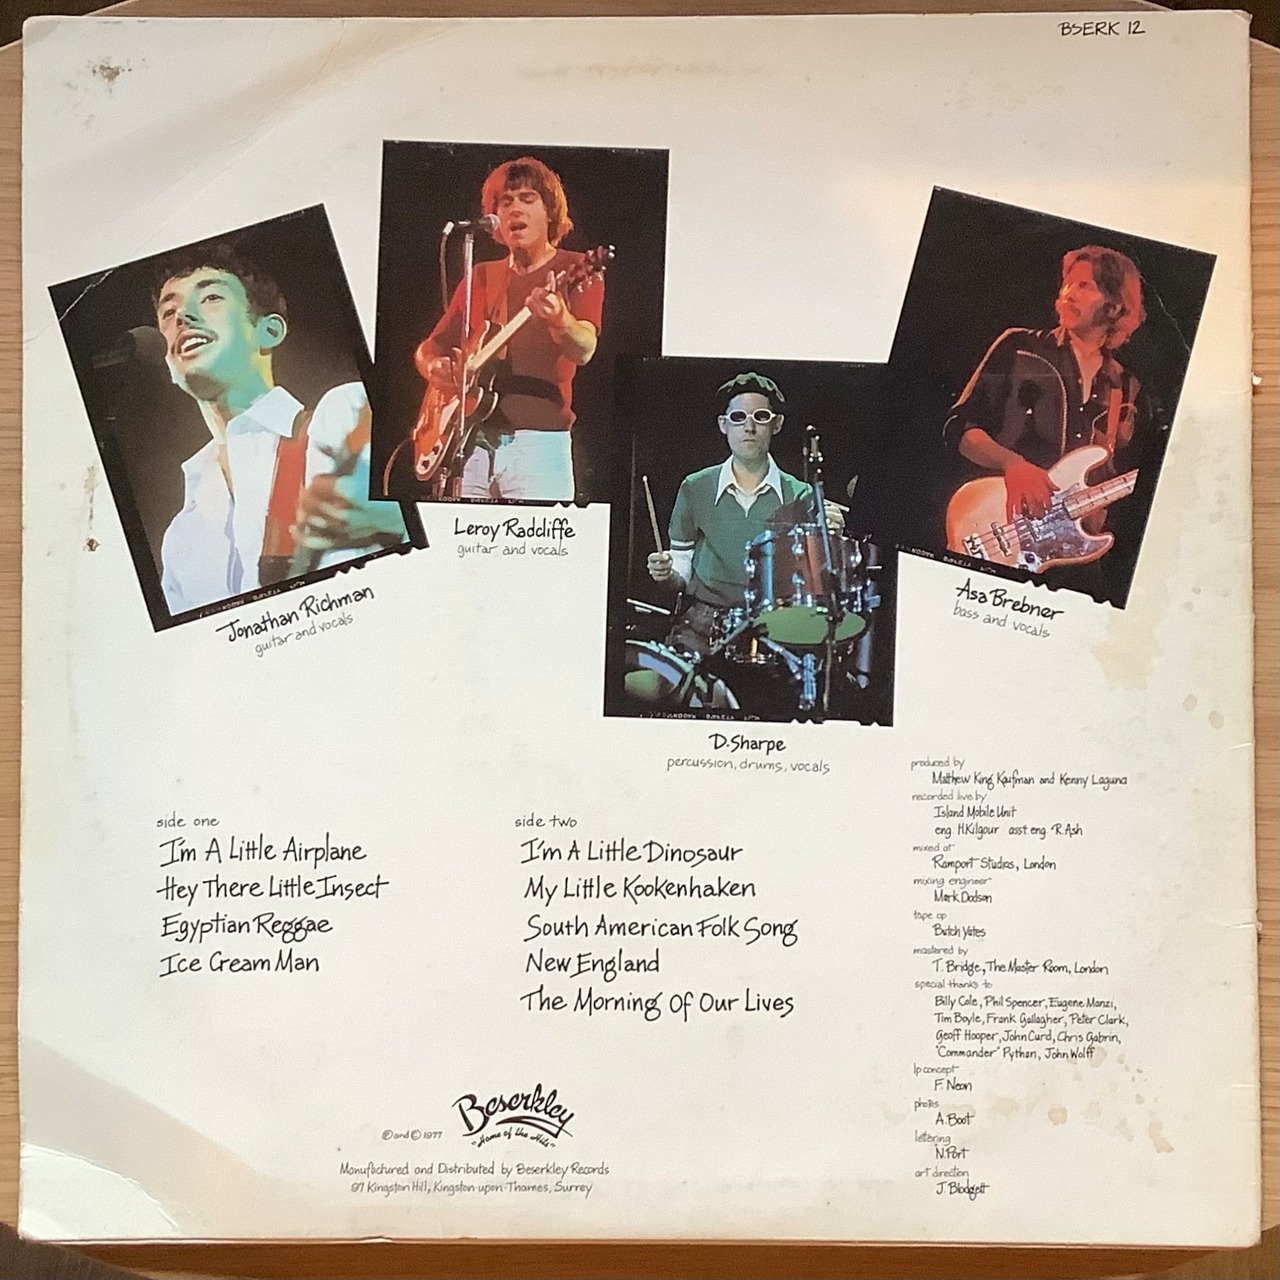 BSERK 12
Jonathan Richman
guitar and vocals
Leroy Radcliffe
guitar and vocals
D. Sharpe
percussion, drums, vocals
Asa Brebner
bass and vocals
side one
I'm A Little Airplane
Hey There Little Insect
Egyptian Reggae
Ice Cream Man
side two
I'm A Little Dinosaur
My Little Kookenhaken
South American Folk Song
New England
The Morning Of Our Lives
produced by
Matthew King Kaufman and Kenny Laguna
recorded live by
Island Mobile Unit
eng. H.Kilgour asst. eng. R.Ash
mixed at
Ramport Studios, London
mixing engineer
Mark Dodson
tape op
Butch Yates
mastered by
T. Bridge, The Master Room, London
special thanks to
Billy Cole, Phil Spencer, Eugene Manzi,
Tim Boyle, Frank Gallagher, Peter Clark,
Geoff Hooper, John Curd, Chris Gabrin,
"Commander" Python, John Wolff
lp concept
F. Neon
photos
A. Boot
lettering
N. Port
art direction
J. Blodgett
Beserkley
"Home of the Hits"
Ⓟ and © 1977
Manufactured and Distributed by Beserkley Records
97 Kingston Hill, Kingston-upon-Thames, Surrey